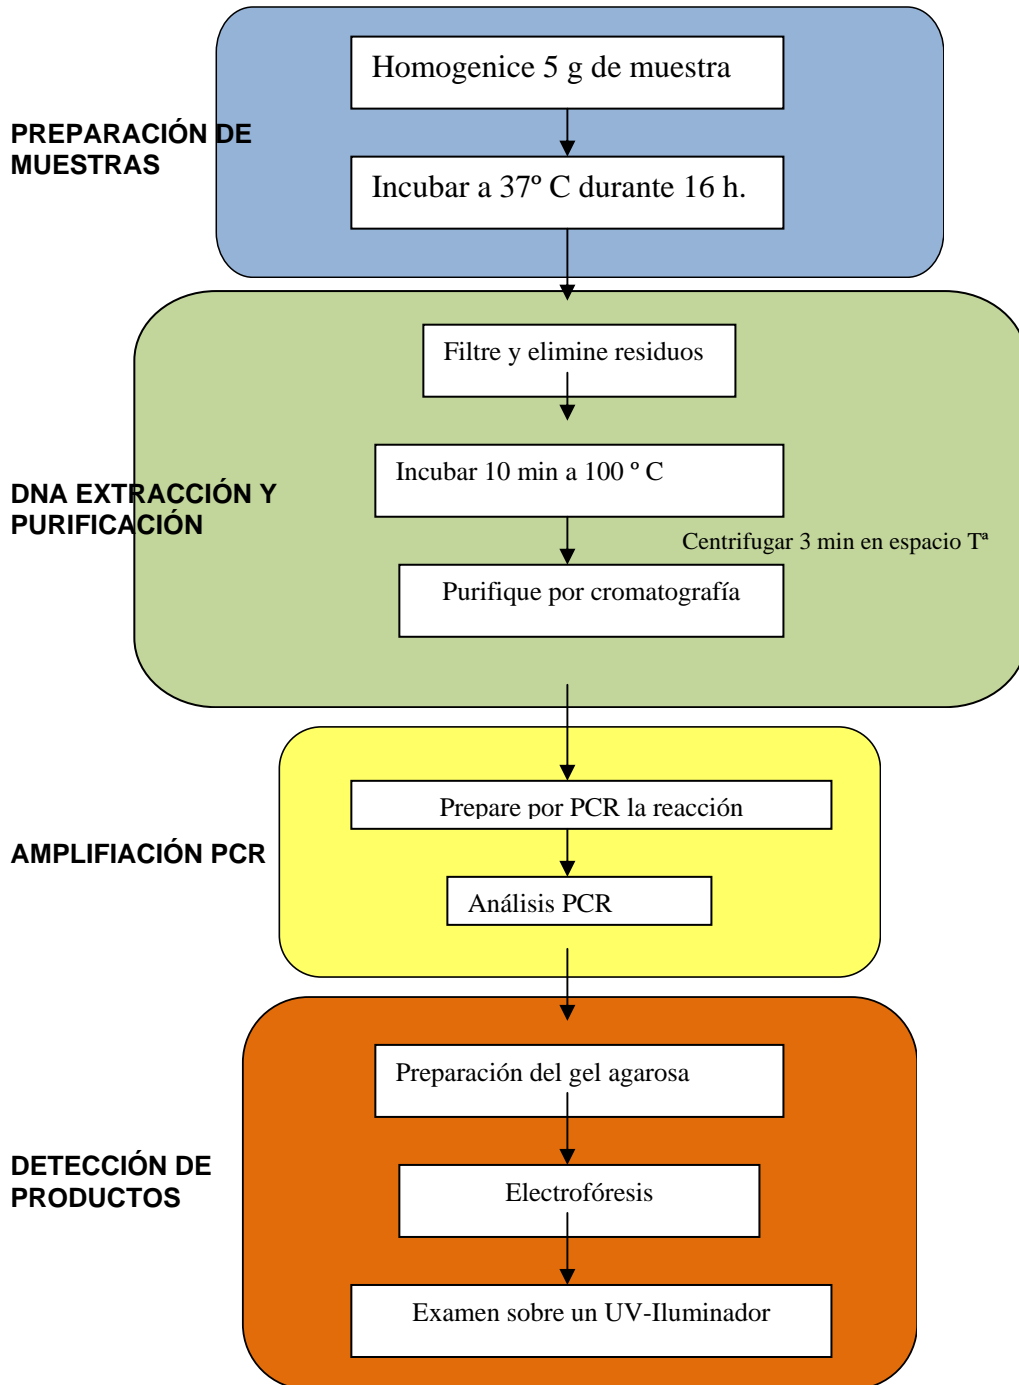 Homogenice 5 g de muestra
PREPARACIÓN DE
MUESTRAS
Incubar a 37º C durante 16 h.
Filtre y elimine residuos
Incubar 10 min a 100 º C
DNA EXTRACCIÓN Y
PURIFICACIÓN
Centrifugar 3 min en espacio Tª
Purifique por cromatografía
Prepare por PCR la reacción
AMPLIFIACIÓN PCR
Análisis PCR
Preparación del gel agarosa
DETECCIÓN DE
PRODUCTOS
Electrofóresis
Examen sobre un UV-Iluminador